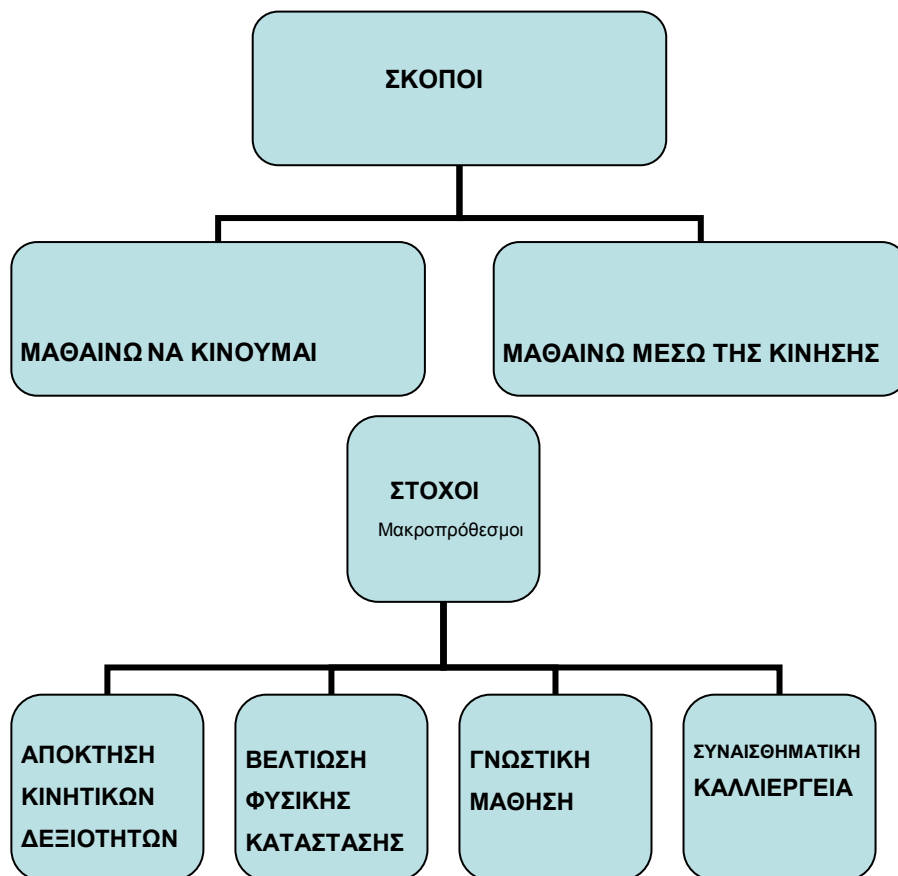 ΣΚΟΠΟΙ
ΜΑΘΑΙΝΩ ΝΑ ΚΙΝΟΥΜΑΙ
ΜΑΘΑΙΝΩ ΜΕΣΩ ΤΗΣ ΚΙΝΗΣΗΣ
ΣΤΟΧΟΙ
Μακροπρόθεσμοι
ΑΠΟΚΤΗΣΗ
ΚΙΝΗΤΙΚΩΝ
ΔΕΞΙΟΤΗΤΩΝ
ΒΕΛΤΙΩΣΗ
ΦΥΣΙΚΗΣ
ΚΑΤΑΣΤΑΣΗΣ
ΓΝΩΣΤΙΚΗ
ΜΑΘΗΣΗ
ΣΥΝΑΙΣΘΗΜΑΤΙΚΗ
ΚΑΛΛΙΕΡΓΕΙΑ